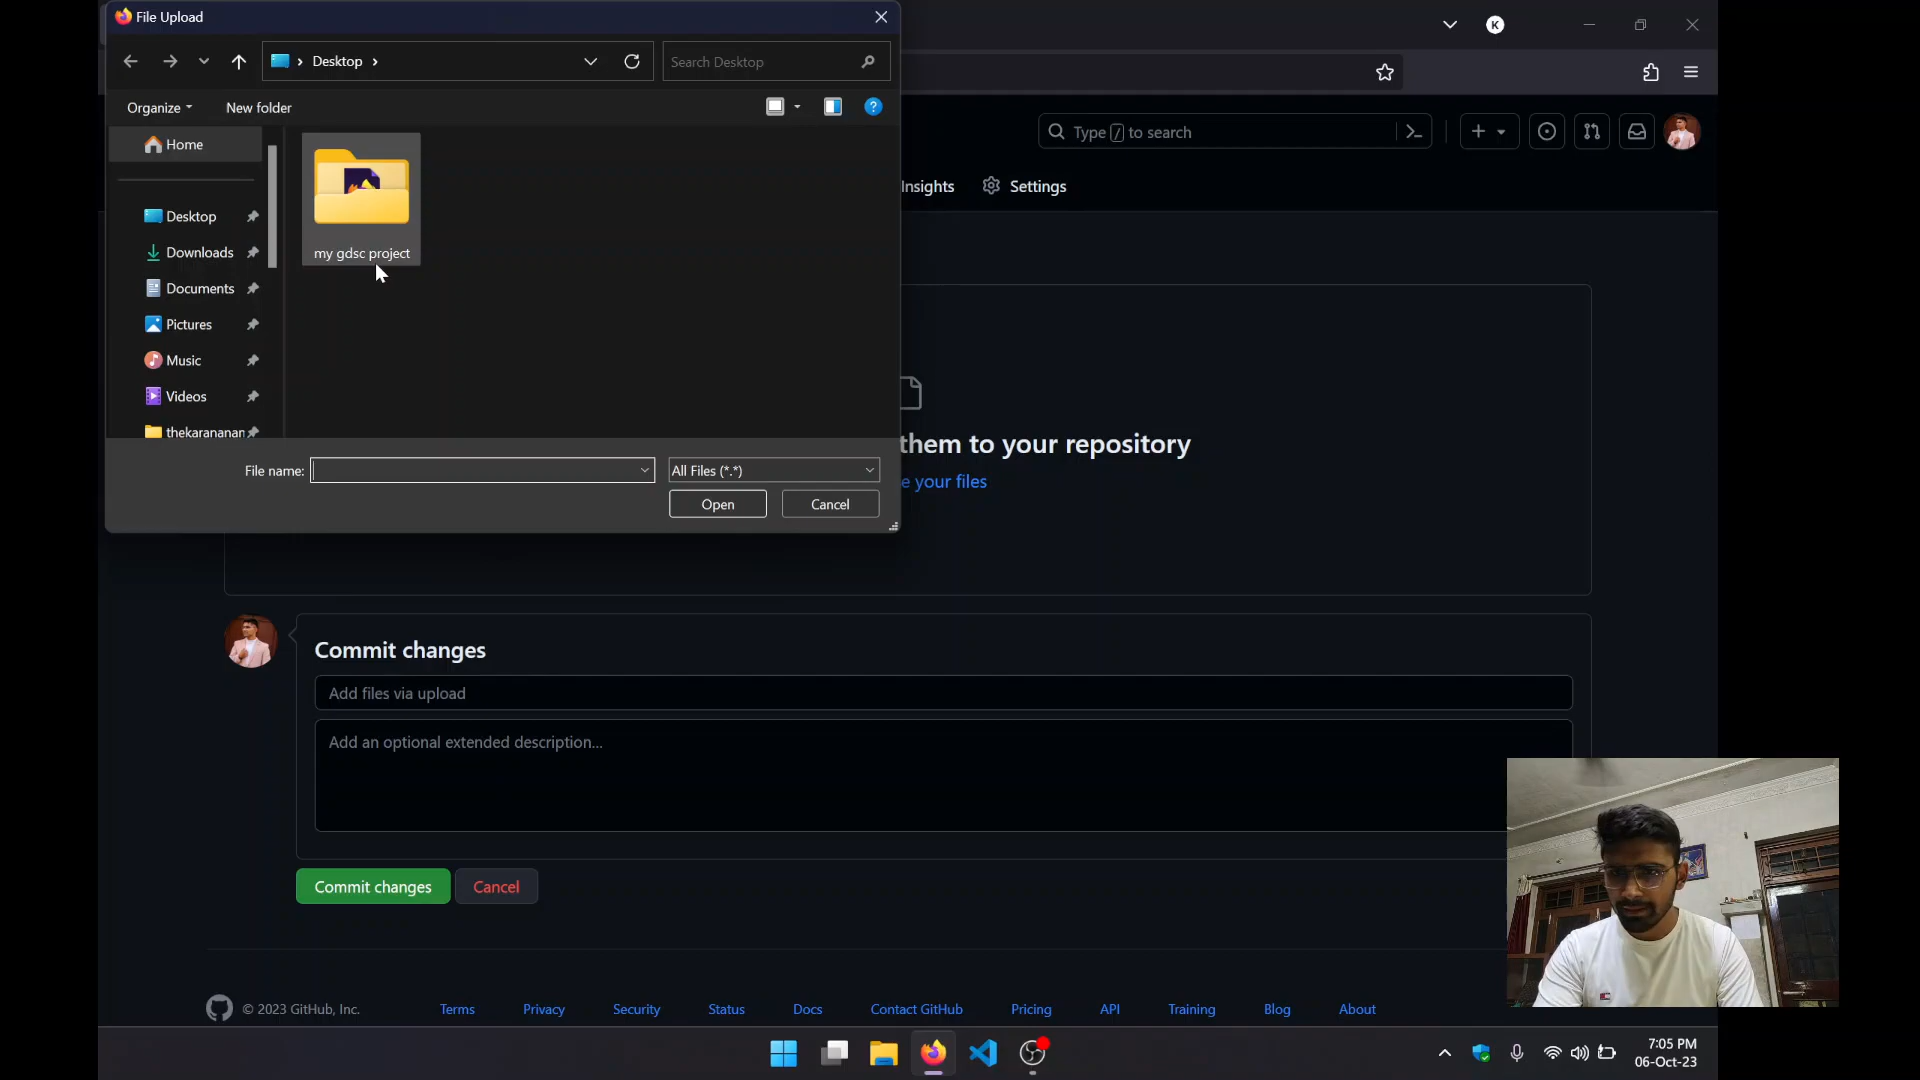 File Upload
K
Desktop
Search Desktop
Organize
New folder
?
Home
Desktop
Downloads
Documents
Pictures
Music
Videos
thekarananan
my gdsc project
File name:
All Files (*.*)
Open
Cancel
Type / to search
Insights
Settings
them to your repository
e your files
Commit changes
Add files via upload
Add an optional extended description...
Commit changes
Cancel
© 2023 GitHub, Inc.
Terms
Privacy
Security
Status
Docs
Contact GitHub
Pricing
API
Training
Blog
About
7:05 PM
06-Oct-23